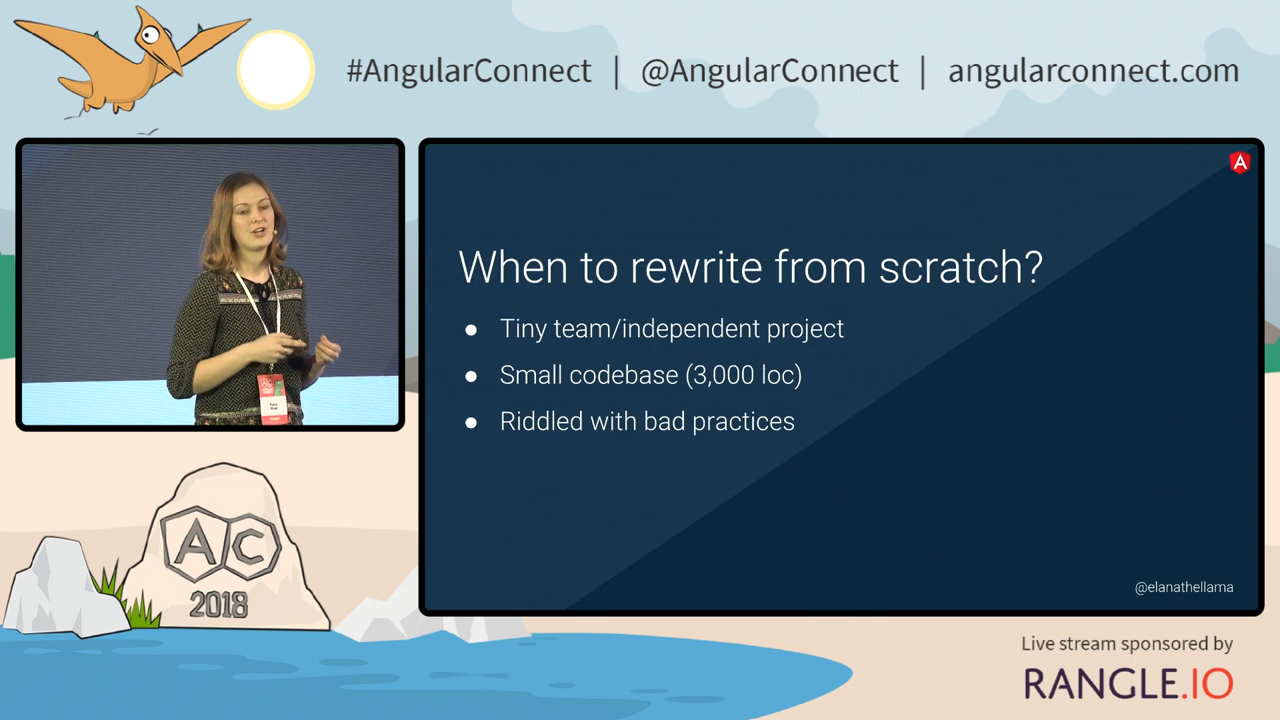 #AngularConnect | @AngularConnect | angularconnect.com
A
When to rewrite from scratch?
● Tiny team/independent project
● Small codebase (3,000 loc)
● Riddled with bad practices
@elanathellama
AC
2018
Live stream sponsored by
RANGLE.IO